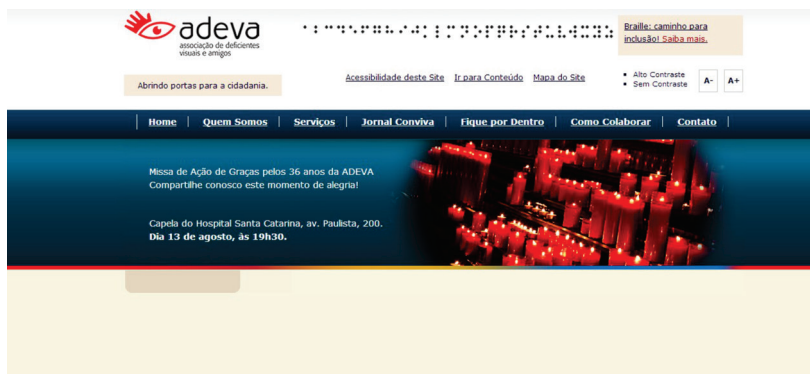 adeva
associação de deficientes
visuais e amigos
Braille: caminho para
inclusão! Saiba mais.
Abrindo portas para a cidadania.
Acessibilidade deste Site Ir para Conteúdo Mapa do Site
Alto Contraste
Sem Contraste
A- A+
Home Quem Somos Serviços Jornal Conviva Fique por Dentro Como Colaborar Contato
Missa de Ação de Graças pelos 36 anos da ADEVA
Compartilhe conosco este momento de alegria!
Capela do Hospital Santa Catarina, av. Paulista, 200.
Dia 13 de agosto, às 19h30.